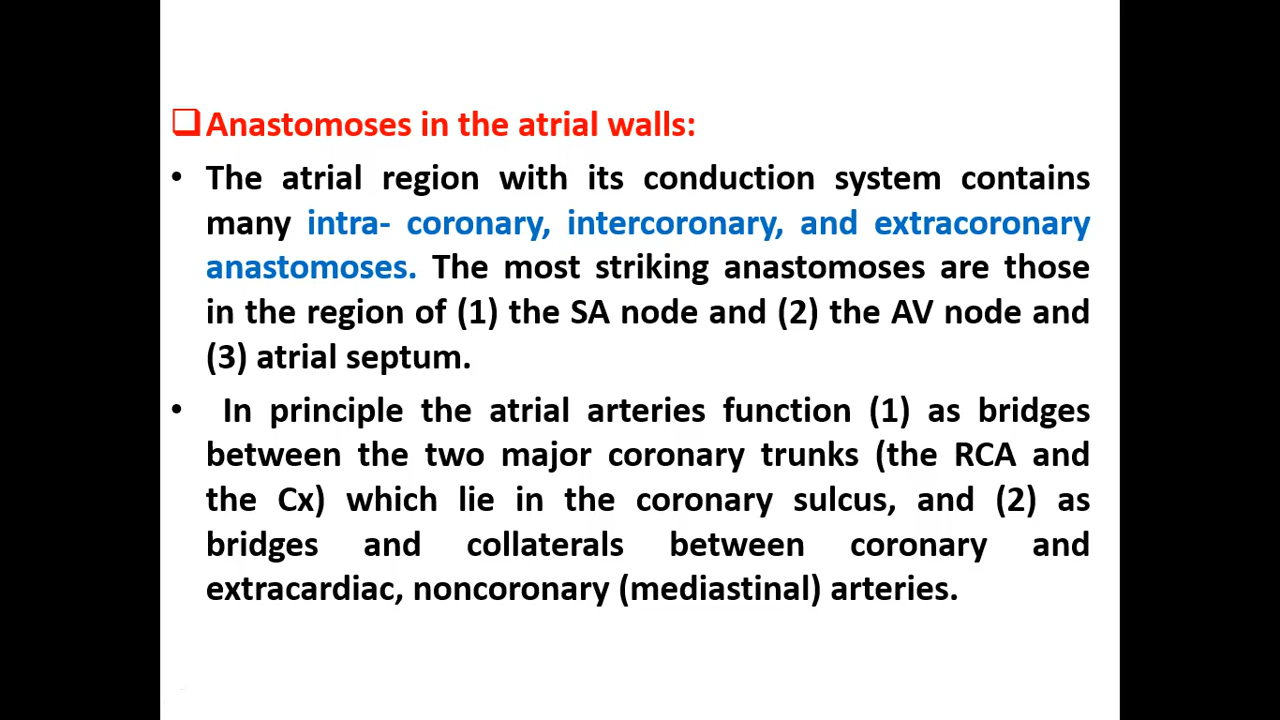 ❑Anastomoses in the atrial walls:
• The atrial region with its conduction system contains
many intra- coronary, intercoronary, and extracoronary
anastomoses. The most striking anastomoses are those
in the region of (1) the SA node and (2) the AV node and
(3) atrial septum.
• In principle the atrial arteries function (1) as bridges
between the two major coronary trunks (the RCA and
the Cx) which lie in the coronary sulcus, and (2) as
bridges and collaterals between coronary and
extracardiac, noncoronary (mediastinal) arteries.